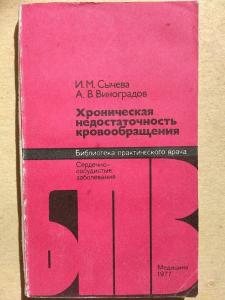 И. М. Сычева
А. В. Виноградов
Хроническая
недостаточность
кровообращения
Библиотека практического врача
Сердечно-
сосудистые
заболевания
БПВ
Медицина
1977